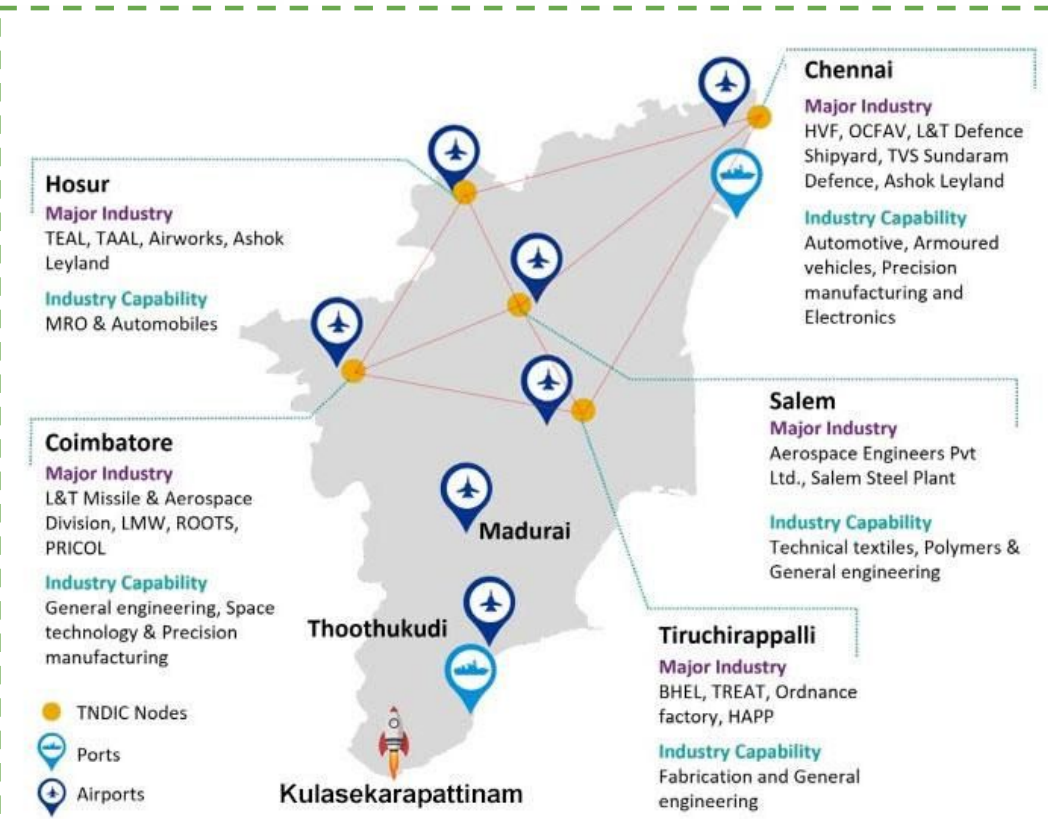 Chennai
Major Industry
HVF, OCFAV, L&T Defence
Shipyard, TVS Sundaram
Defence, Ashok Leyland
Industry Capability
Automotive, Armoured
vehicles, Precision
manufacturing and
Electronics
Hosur
Major Industry
TEAL, TAAL, Airworks, Ashok
Leyland
Industry Capability
MRO & Automobiles
Salem
Major Industry
Aerospace Engineers Pvt
Ltd., Salem Steel Plant
Industry Capability
Technical textiles, Polymers &
General engineering
Coimbatore
Major Industry
L&T Missile & Aerospace
Division, LMW, ROOTS,
PRICOL
Industry Capability
General engineering, Space
technology & Precision
manufacturing
Madurai
Thoothukudi
Tiruchirappalli
Major Industry
BHEL, TREAT, Ordnance
factory, HAPP
Industry Capability
Fabrication and General
engineering
TNDIC Nodes
Ports
Airports
Kulasekarapattinam